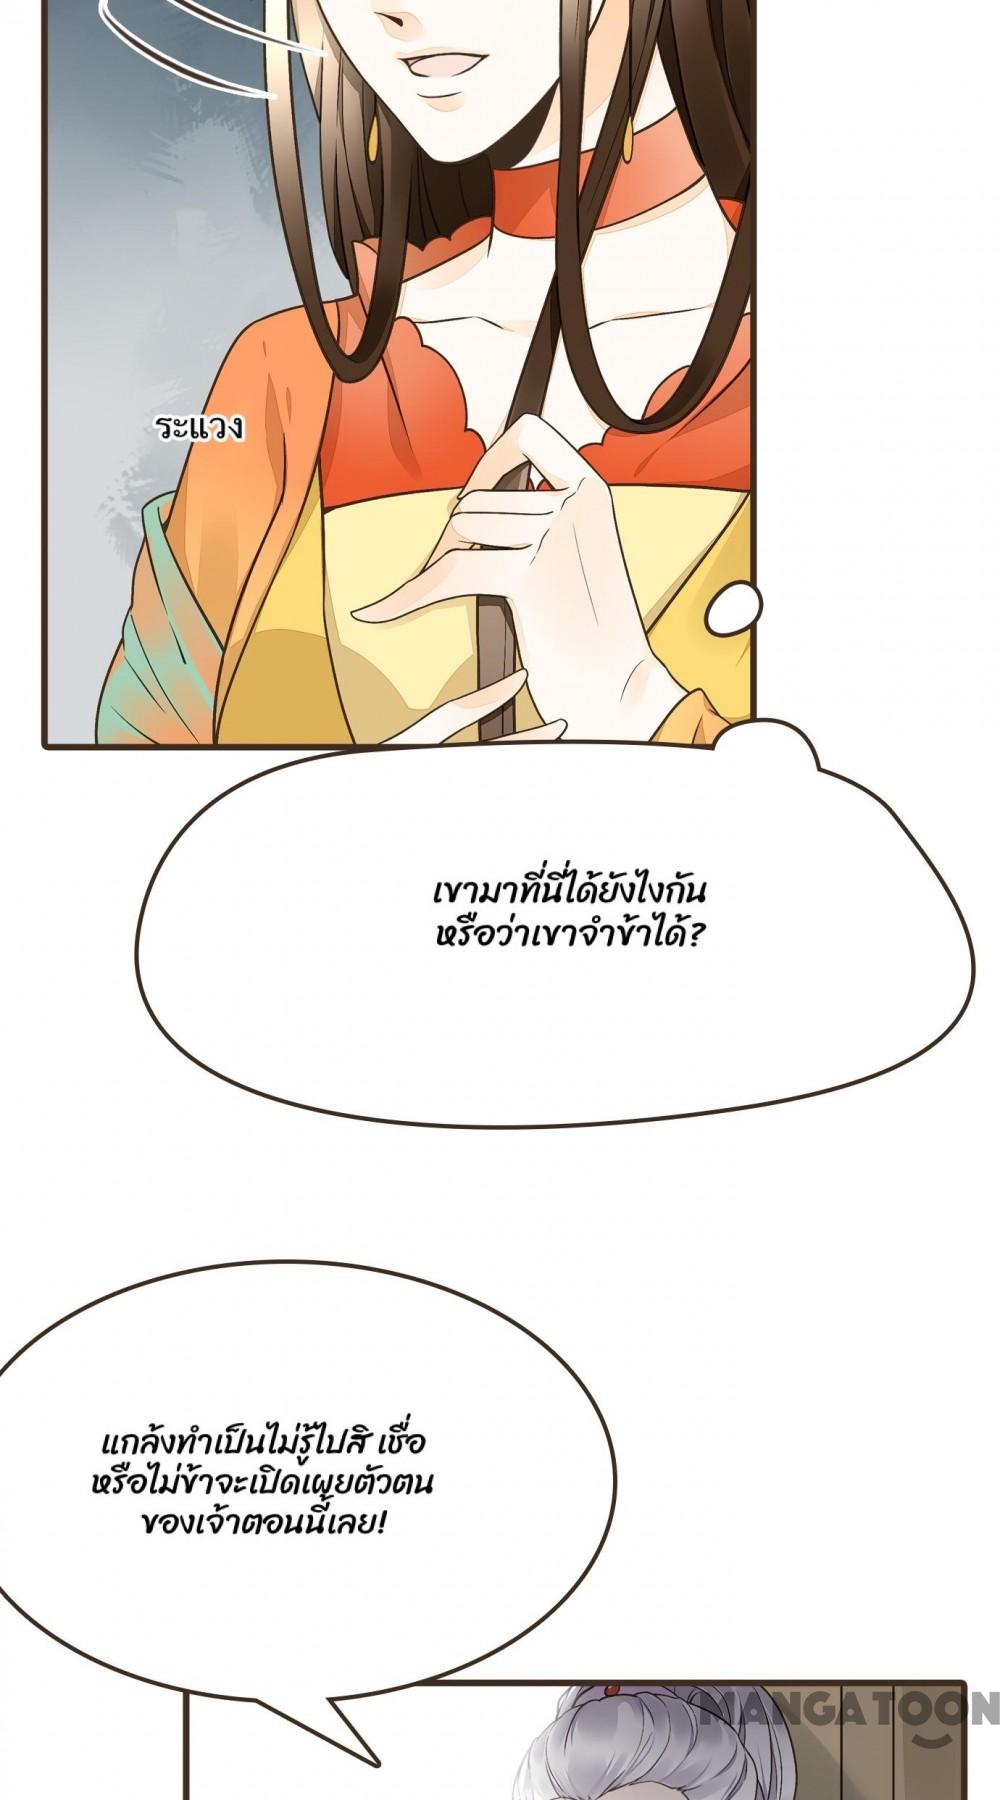 ระแวง
เขามาที่นี่ได้ยังไงกัน
หรือว่าเขาจำข้าได้?
แกล้งทำเป็นไม่รู้ไปสิ เชื่อ
หรือไม่ข้าจะเปิดเผยตัวตน
ของเจ้าตอนนี้เลย!
MANGATOON